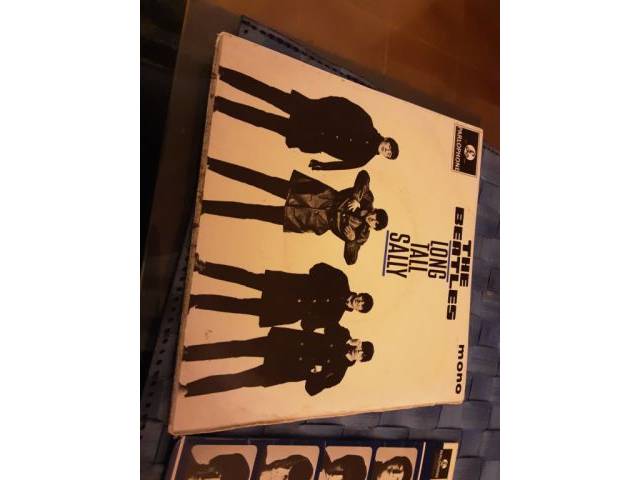 PARLOPHONE
THE
BEATLES
LONG
TALL
SALLY
mono